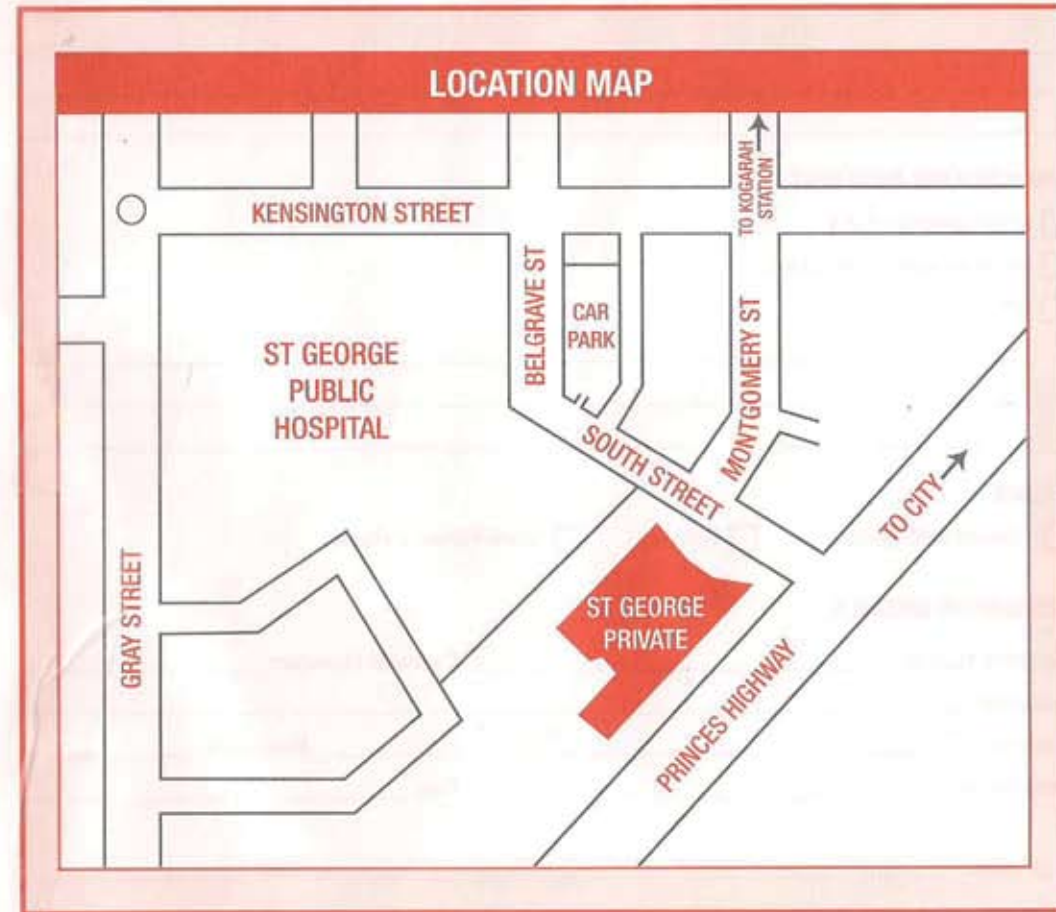 LOCATION MAP
TO KOGARAH
STATION
KENSINGTON STREET
BELGRAVE ST
CAR
PARK
MONTGOMERY ST
ST GEORGE
PUBLIC
HOSPITAL
SOUTH STREET
TO CITY
GRAY STREET
ST GEORGE
PRIVATE
PRINCES HIGHWAY